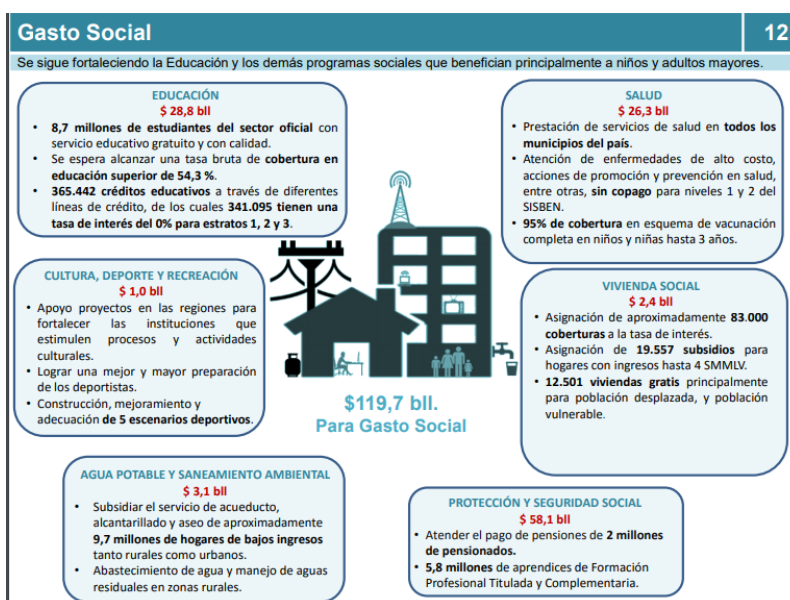 Gasto Social
12
Se sigue fortaleciendo la Educación y los demás programas sociales que benefician principalmente a niños y adultos mayores.
EDUCACIÓN
$ 28,8 bll
• 8,7 millones de estudiantes del sector oficial con
servicio educativo gratuito y con calidad.
• Se espera alcanzar una tasa bruta de cobertura en
educación superior de 54,3 %.
• 365.442 créditos educativos a través de diferentes
líneas de crédito, de los cuales 341.095 tienen una
tasa de interés del 0% para estratos 1, 2 y 3.
SALUD
$ 26,3 bll
• Prestación de servicios de salud en todos los
municipios del país.
• Atención de enfermedades de alto costo,
acciones de promoción y prevención en salud,
entre otras, sin copago para niveles 1 y 2 del
SISBEN.
• 95% de cobertura en esquema de vacunación
completa en niños y niñas hasta 3 años.
CULTURA, DEPORTE Y RECREACIÓN
$ 1,0 bll
• Apoyo proyectos en las regiones para
fortalecer las instituciones que
estimulen procesos y actividades
culturales.
• Lograr una mejor y mayor preparación
de los deportistas.
• Construcción, mejoramiento y
adecuación de 5 escenarios deportivos.
VIVIENDA SOCIAL
$ 2,4 bll
• Asignación de aproximadamente 83.000
coberturas a la tasa de interés.
• Asignación de 19.557 subsidios para
hogares con ingresos hasta 4 SMMLV.
• 12.501 viviendas gratis principalmente
para población desplazada, y población
vulnerable.
$119,7 bll.
Para Gasto Social
AGUA POTABLE Y SANEAMIENTO AMBIENTAL
$ 3,1 bll
• Subsidiar el servicio de acueducto,
alcantarillado y aseo de aproximadamente
9,7 millones de hogares de bajos ingresos
tanto rurales como urbanos.
• Abastecimiento de agua y manejo de aguas
residuales en zonas rurales.
PROTECCIÓN Y SEGURIDAD SOCIAL
$ 58,1 bll
• Atender el pago de pensiones de 2 millones
de pensionados.
• 5,8 millones de aprendices de Formación
Profesional Titulada y Complementaria.